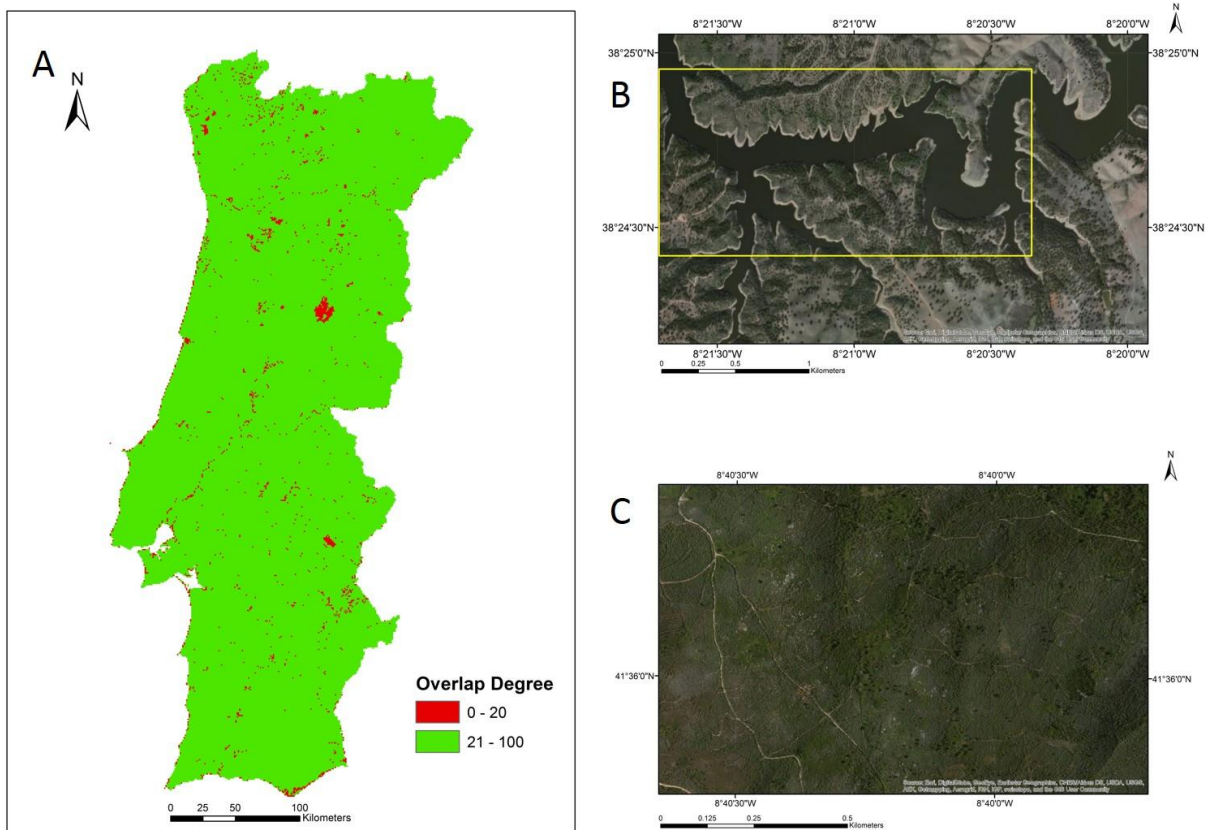 A
N
Overlap Degree
0 - 20
21 - 100
0 25 50 100
Kilometers
N
8°21'30"W 8°21'0"W 8°20'30"W 8°20'0"W
B
38°25'0"N 38°25'0"N
38°24'30"N 38°24'30"N
8°21'30"W 8°21'0"W 8°20'30"W 8°20'0"W
0 0.25 0.5 1
Kilometers
N
8°40'30"W 8°40'0"W
C
41°36'0"N 41°36'0"N
8°40'30"W 8°40'0"W
0 0.125 0.25 0.5
Kilometers